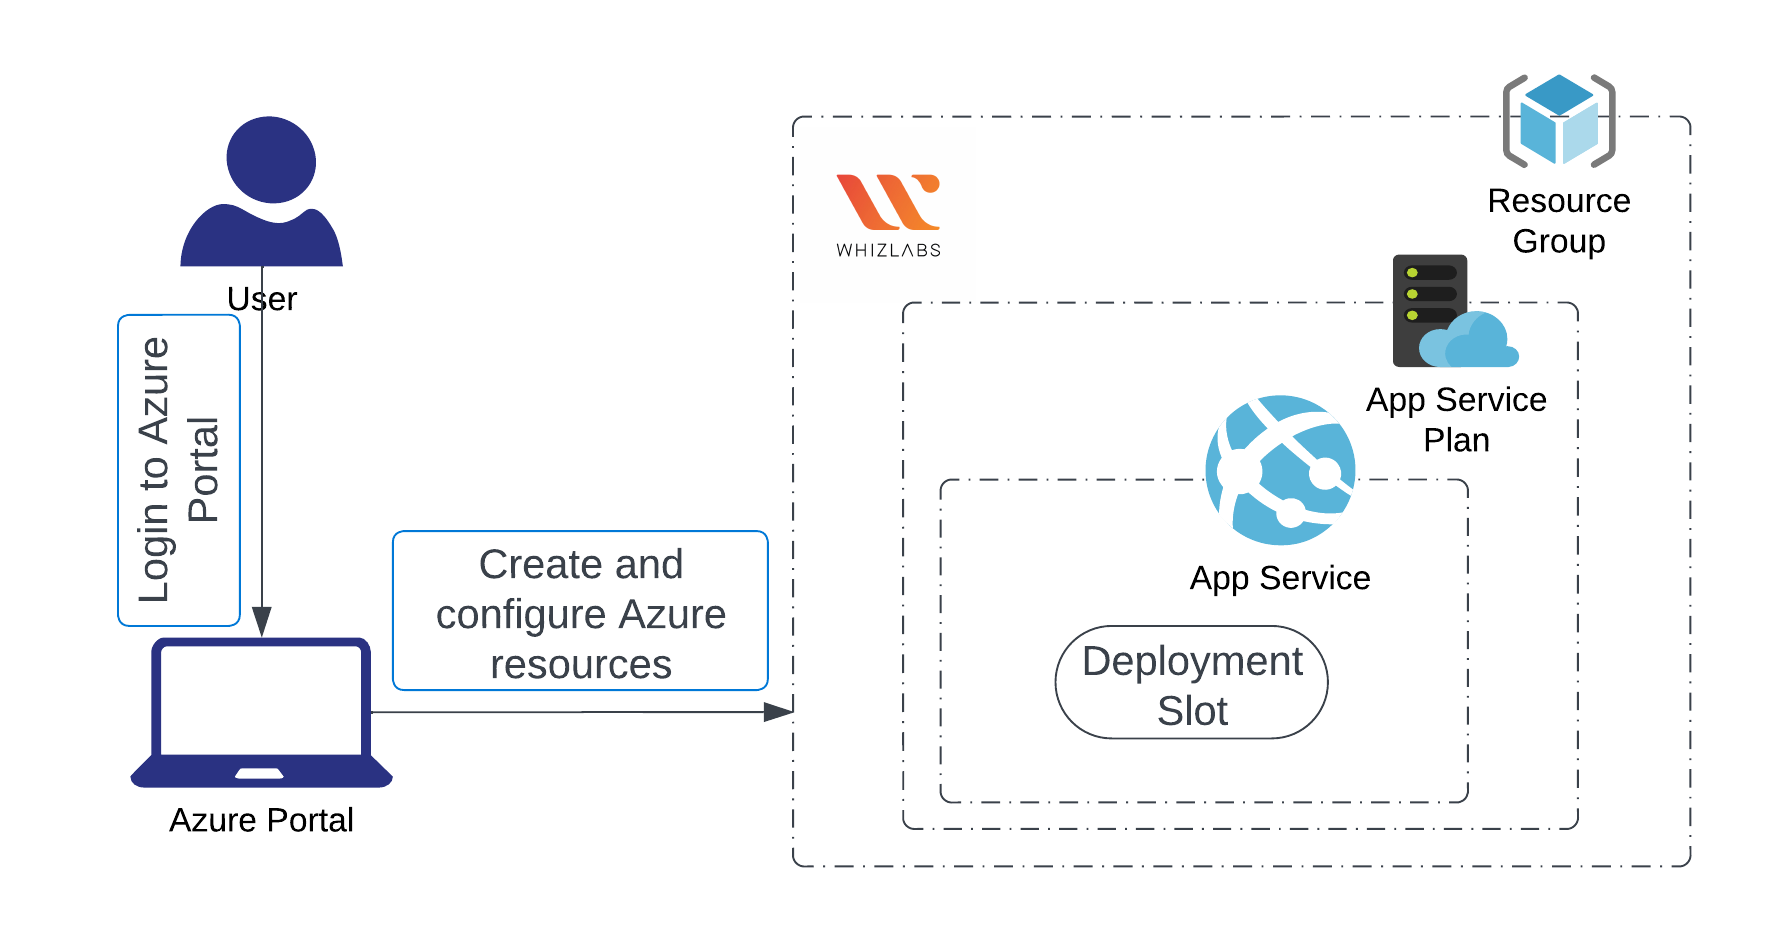 User
Login to Azure
Portal
Azure Portal
Create and
configure Azure
resources
WHIZLABS
Resource
Group
App Service
Plan
App Service
Deployment
Slot